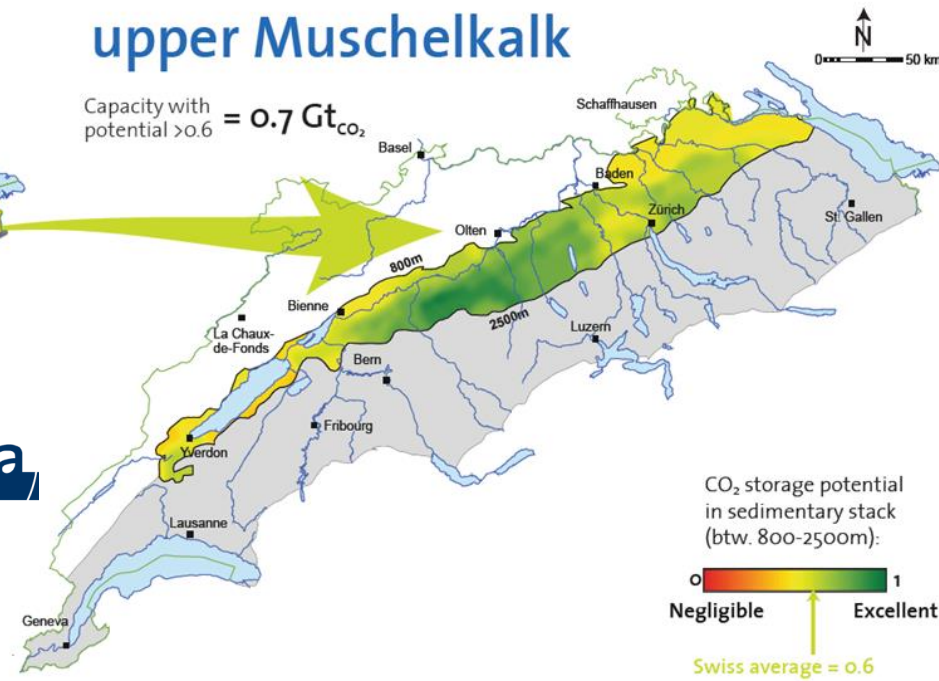 upper Muschelkalk
N
0 50 km
Capacity with
potential >0.6 = 0.7 Gt CO₂
Schaffhausen
Basel
Baden
Zürich
St. Gallen
Olten
800m
Bienne
2500m
La Chaux-
de-Fonds
Luzern
Bern
Fribourg
Yverdon
a
Lausanne
Geneva
CO₂ storage potential
in sedimentary stack
(btw. 800-2500m):
0 1
Negligible Excellent
Swiss average = 0.6